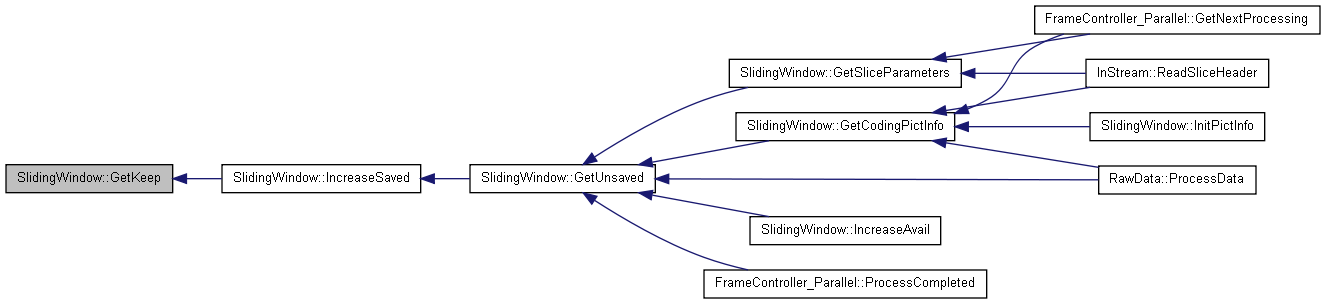 FrameController_Parallel::GetNextProcessing
SlidingWindow::GetSliceParameters
InStream::ReadSliceHeader
SlidingWindow::GetCodingPictInfo
SlidingWindow::InitPictInfo
SlidingWindow::GetKeep
SlidingWindow::IncreaseSaved
SlidingWindow::GetUnsaved
RawData::ProcessData
SlidingWindow::IncreaseAvail
FrameController_Parallel::ProcessCompleted